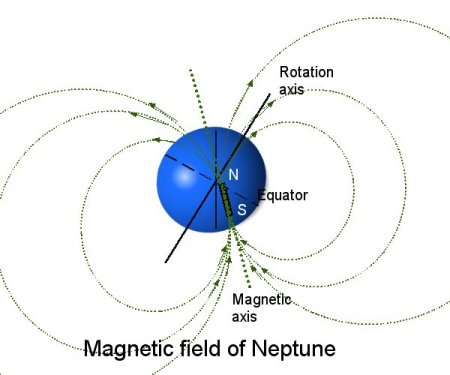 Rotation
axis
N
Equator
S
Magnetic
axis
Magnetic field of Neptune